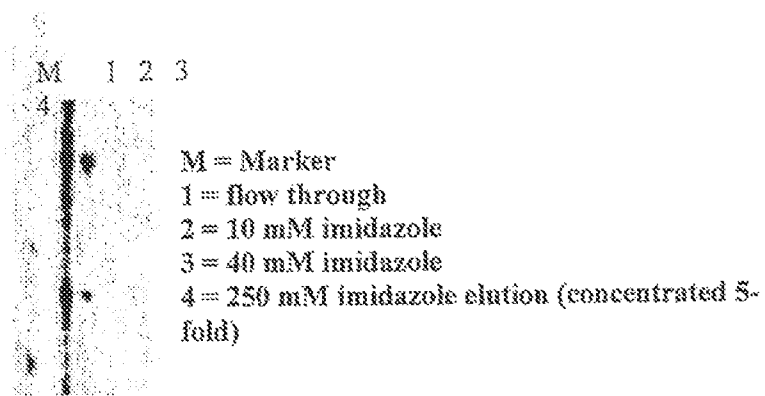 M 1 2 3
4
M = Marker
1 = flow through
2 = 10 mM imidazole
3 = 40 mM imidazole
4 = 250 mM imidazole elution (concentrated 5-
fold)